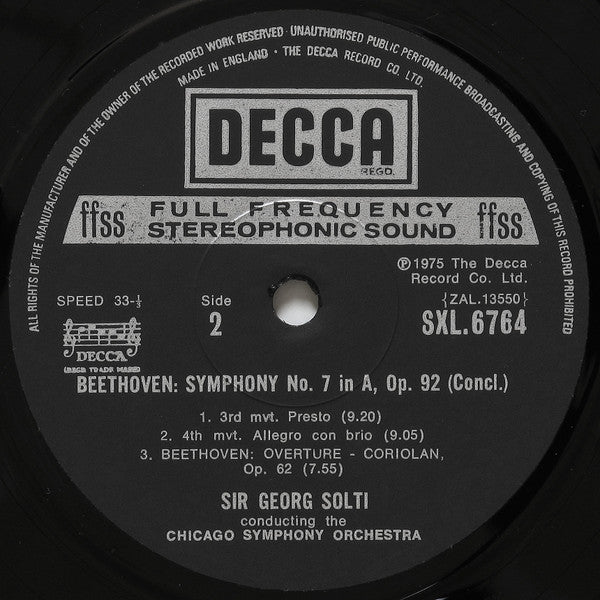 ALL RIGHTS OF THE MANUFACTURER AND OF THE OWNER OF THE RECORDED WORK RESERVED · UNAUTHORISED PUBLIC PERFORMANCE BROADCASTING AND COPYING OF THIS RECORD PROHIBITED
MADE IN ENGLAND · THE DECCA RECORD CO. LTD.
DECCA
REGD.
ffss FULL FREQUENCY STEREOPHONIC SOUND ffss
℗1975 The Decca
Record Co. Ltd.
SPEED 33-⅓
Side
2
{ZAL.13550}
SXL.6764
DECCA
(REGD TRADE MARK)
BEETHOVEN: SYMPHONY No. 7 in A, Op. 92 (Concl.)
1. 3rd mvt. Presto (9.20)
2. 4th mvt. Allegro con brio (9.05)
3. BEETHOVEN: OVERTURE - CORIOLAN,
Op. 62 (7.55)
SIR GEORG SOLTI
conducting the
CHICAGO SYMPHONY ORCHESTRA